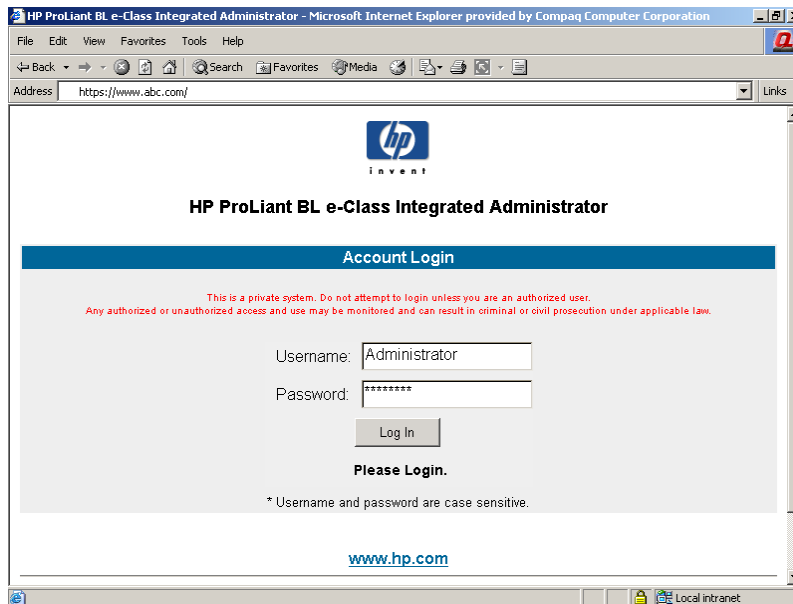 HP ProLiant BL e-Class Integrated Administrator - Microsoft Internet Explorer provided by Compaq Computer Corporation
File Edit View Favorites Tools Help
Back Search Favorites Media
Address https://www.abc.com/ Links
hp
invent
HP ProLiant BL e-Class Integrated Administrator
Account Login
This is a private system. Do not attempt to login unless you are an authorized user.
Any authorized or unauthorized access and use may be monitored and can result in criminal or civil prosecution under applicable law.
Username: Administrator
Password: ********
Log In
Please Login.
* Username and password are case sensitive.
www.hp.com
Local intranet